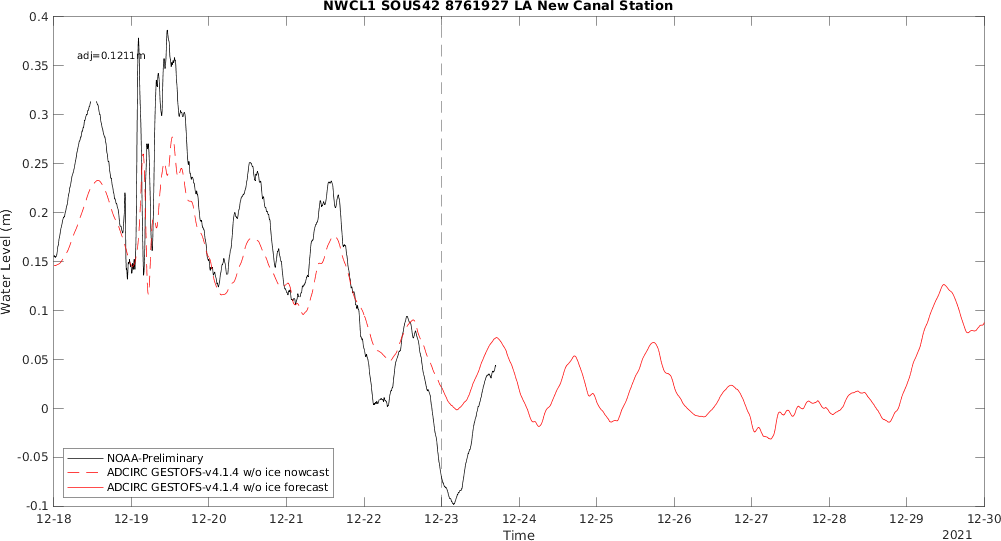 NWCL1 SOUS42 8761927 LA New Canal Station
adj=0.1211m
Water Level (m)
0.4
0.35
0.3
0.25
0.2
0.15
0.1
0.05
0
-0.05
-0.1
NOAA-Preliminary
ADCIRC GESTOFS-v4.1.4 w/o ice nowcast
ADCIRC GESTOFS-v4.1.4 w/o ice forecast
12-18 12-19 12-20 12-21 12-22 12-23 12-24 12-25 12-26 12-27 12-28 12-29 12-30
Time
2021